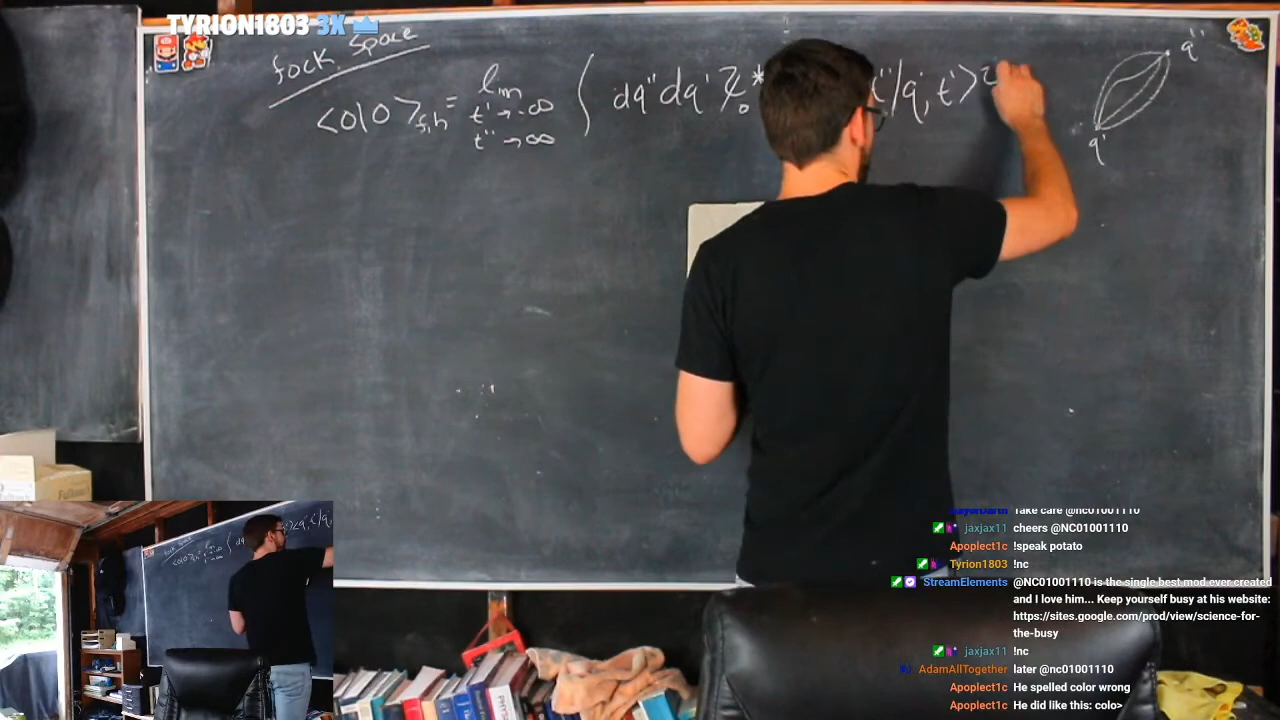 TYRION1803 3X
fock space
<0|0>f,h = lim ∫ dq'' dq' ψ₀* t''|q', t'>
t' → -∞
t'' → ∞
q''
q'
Take care @nc01001110
jaxjax11 cheers @NC01001110
Apoplect1c !speak potato
Tyrion1803 !nc
StreamElements @NC01001110 is the single best mod ever created
and I love him... Keep yourself busy at his website:
https://sites.google.com/prod/view/science-for-
the-busy
jaxjax11 !nc
AdamAllTogether later @nc01001110
Apoplect1c He spelled color wrong
Apoplect1c He did like this: colo>